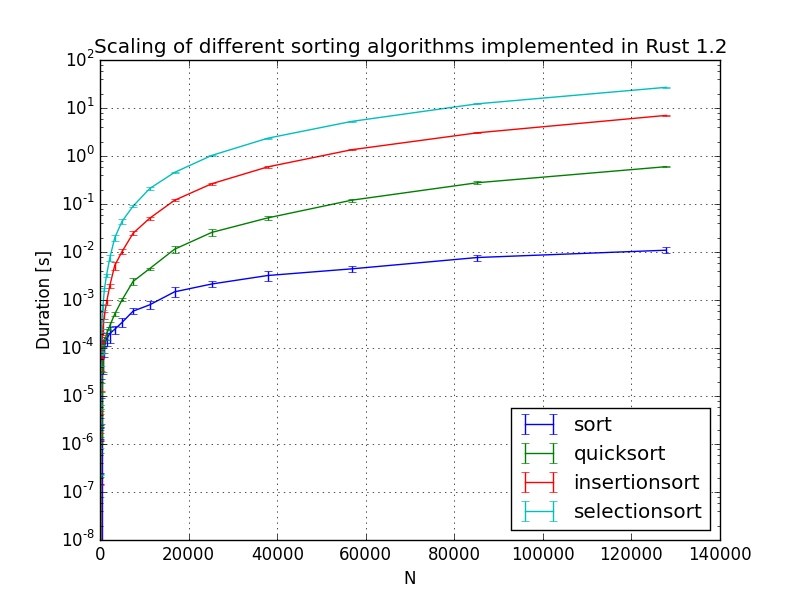 Scaling of different sorting algorithms implemented in Rust 1.2
Duration [s]
10^2
10^1
10^0
10^-1
10^-2
10^-3
10^-4
10^-5
10^-6
10^-7
10^-8
sort
quicksort
insertionsort
selectionsort
0 20000 40000 60000 80000 100000 120000 140000
N